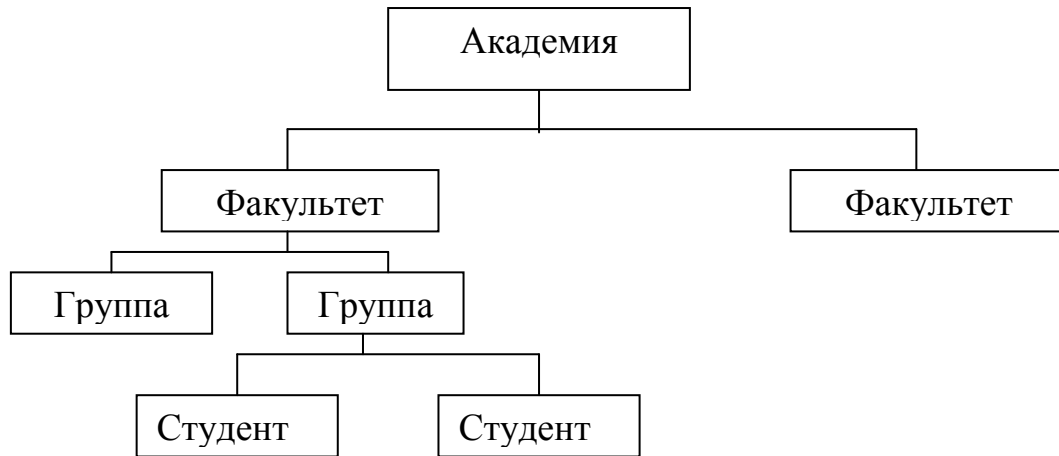 Академия
Факультет Факультет
Группа Группа
Студент Студент